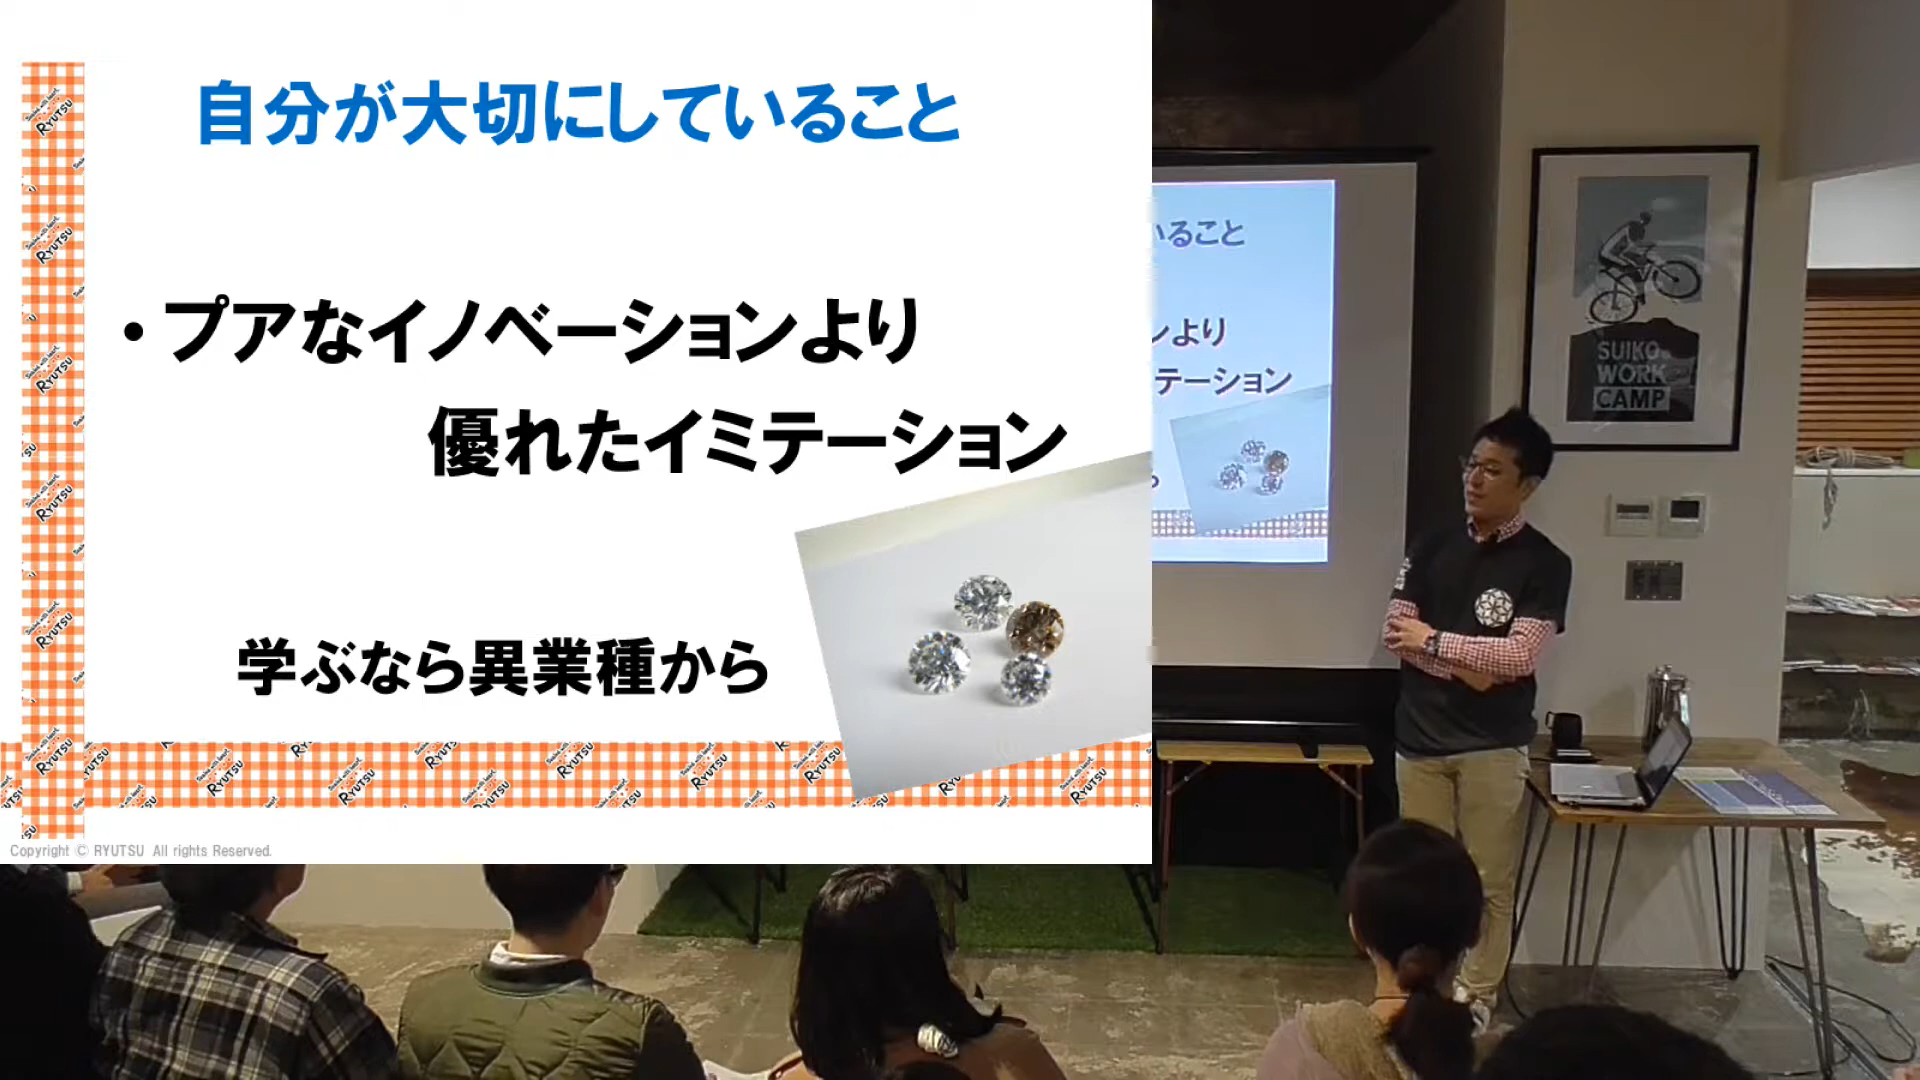 自分が大切にしていること
・プアなイノベーションより
優れたイミテーション
学ぶなら異業種から
Copyright © RYUTSU All rights Reserved.
RYUTSU
いること
ンより
テーション
SUIKO
WORK
CAMP